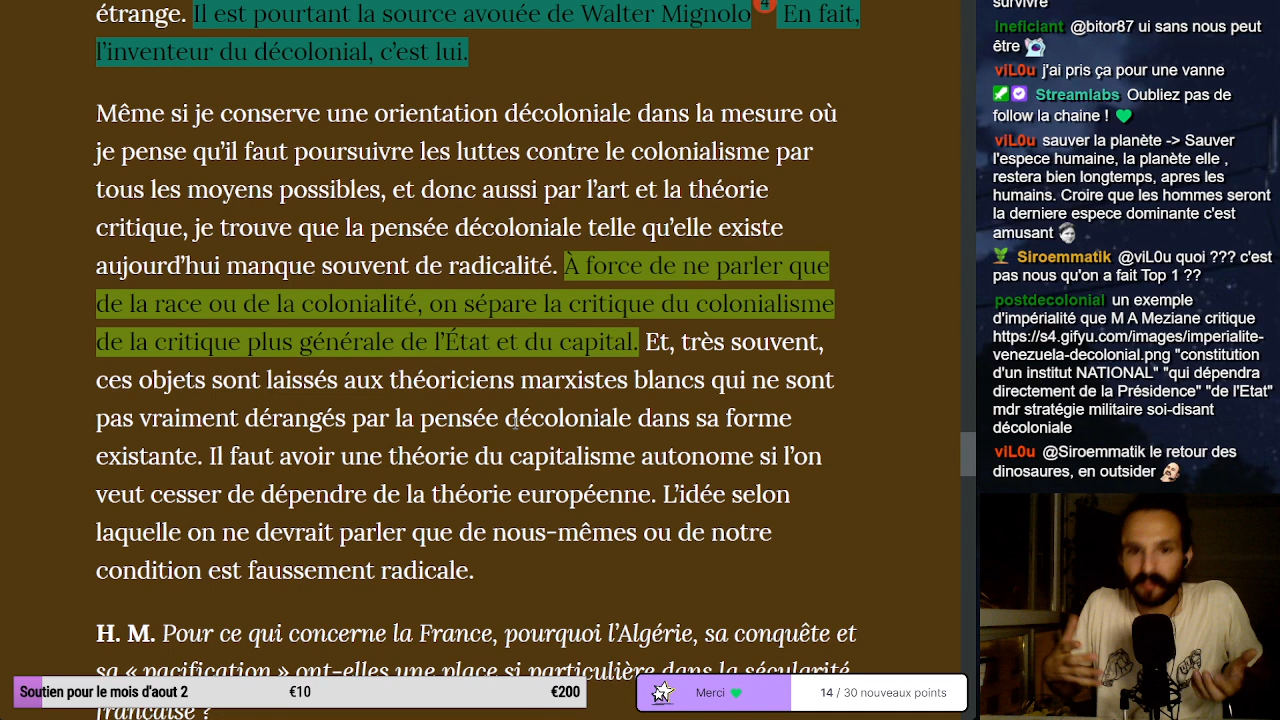 étrange. Il est pourtant la source avouée de Walter Mignolo 4 En fait,
l’inventeur du décolonial, c’est lui.
Même si je conserve une orientation décoloniale dans la mesure où
je pense qu’il faut poursuivre les luttes contre le colonialisme par
tous les moyens possibles, et donc aussi par l’art et la théorie
critique, je trouve que la pensée décoloniale telle qu’elle existe
aujourd’hui manque souvent de radicalité. À force de ne parler que
de la race ou de la colonialité, on sépare la critique du colonialisme
de la critique plus générale de l’État et du capital. Et, très souvent,
ces objets sont laissés aux théoriciens marxistes blancs qui ne sont
pas vraiment dérangés par la pensée décoloniale dans sa forme
existante. Il faut avoir une théorie du capitalisme autonome si l’on
veut cesser de dépendre de la théorie européenne. L’idée selon
laquelle on ne devrait parler que de nous-mêmes ou de notre
condition est faussement radicale.
H. M. Pour ce qui concerne la France, pourquoi l’Algérie, sa conquête et
sa « pacification » ont-elles une place si particulière dans la sécularité
française ?
Soutien pour le mois d'aout 2 €10 €200
Merci 14 / 30 nouveaux points
survivre
Ineficiant @bitor87 ui sans nous peut
être
viL0u j'ai pris ça pour une vanne
Streamlabs Oubliez pas de
follow la chaine !
viL0u sauver la planète -> Sauver
l'espece humaine, la planète elle ,
restera bien longtemps, apres les
humains. Croire que les hommes seront
la derniere espece dominante c'est
amusant
Siroemmatik @viL0u quoi ??? c'est
pas nous qu'on a fait Top 1 ??
postdecolonial un exemple
d'impérialité que M A Meziane critique
https://s4.gifyu.com/images/imperialite-
venezuela-decolonial.png "constitution
d'un institut NATIONAL" "qui dépendra
directement de la Présidence" "de l'Etat"
mdr stratégie militaire soi-disant
décoloniale
viL0u @Siroemmatik le retour des
dinosaures, en outsider